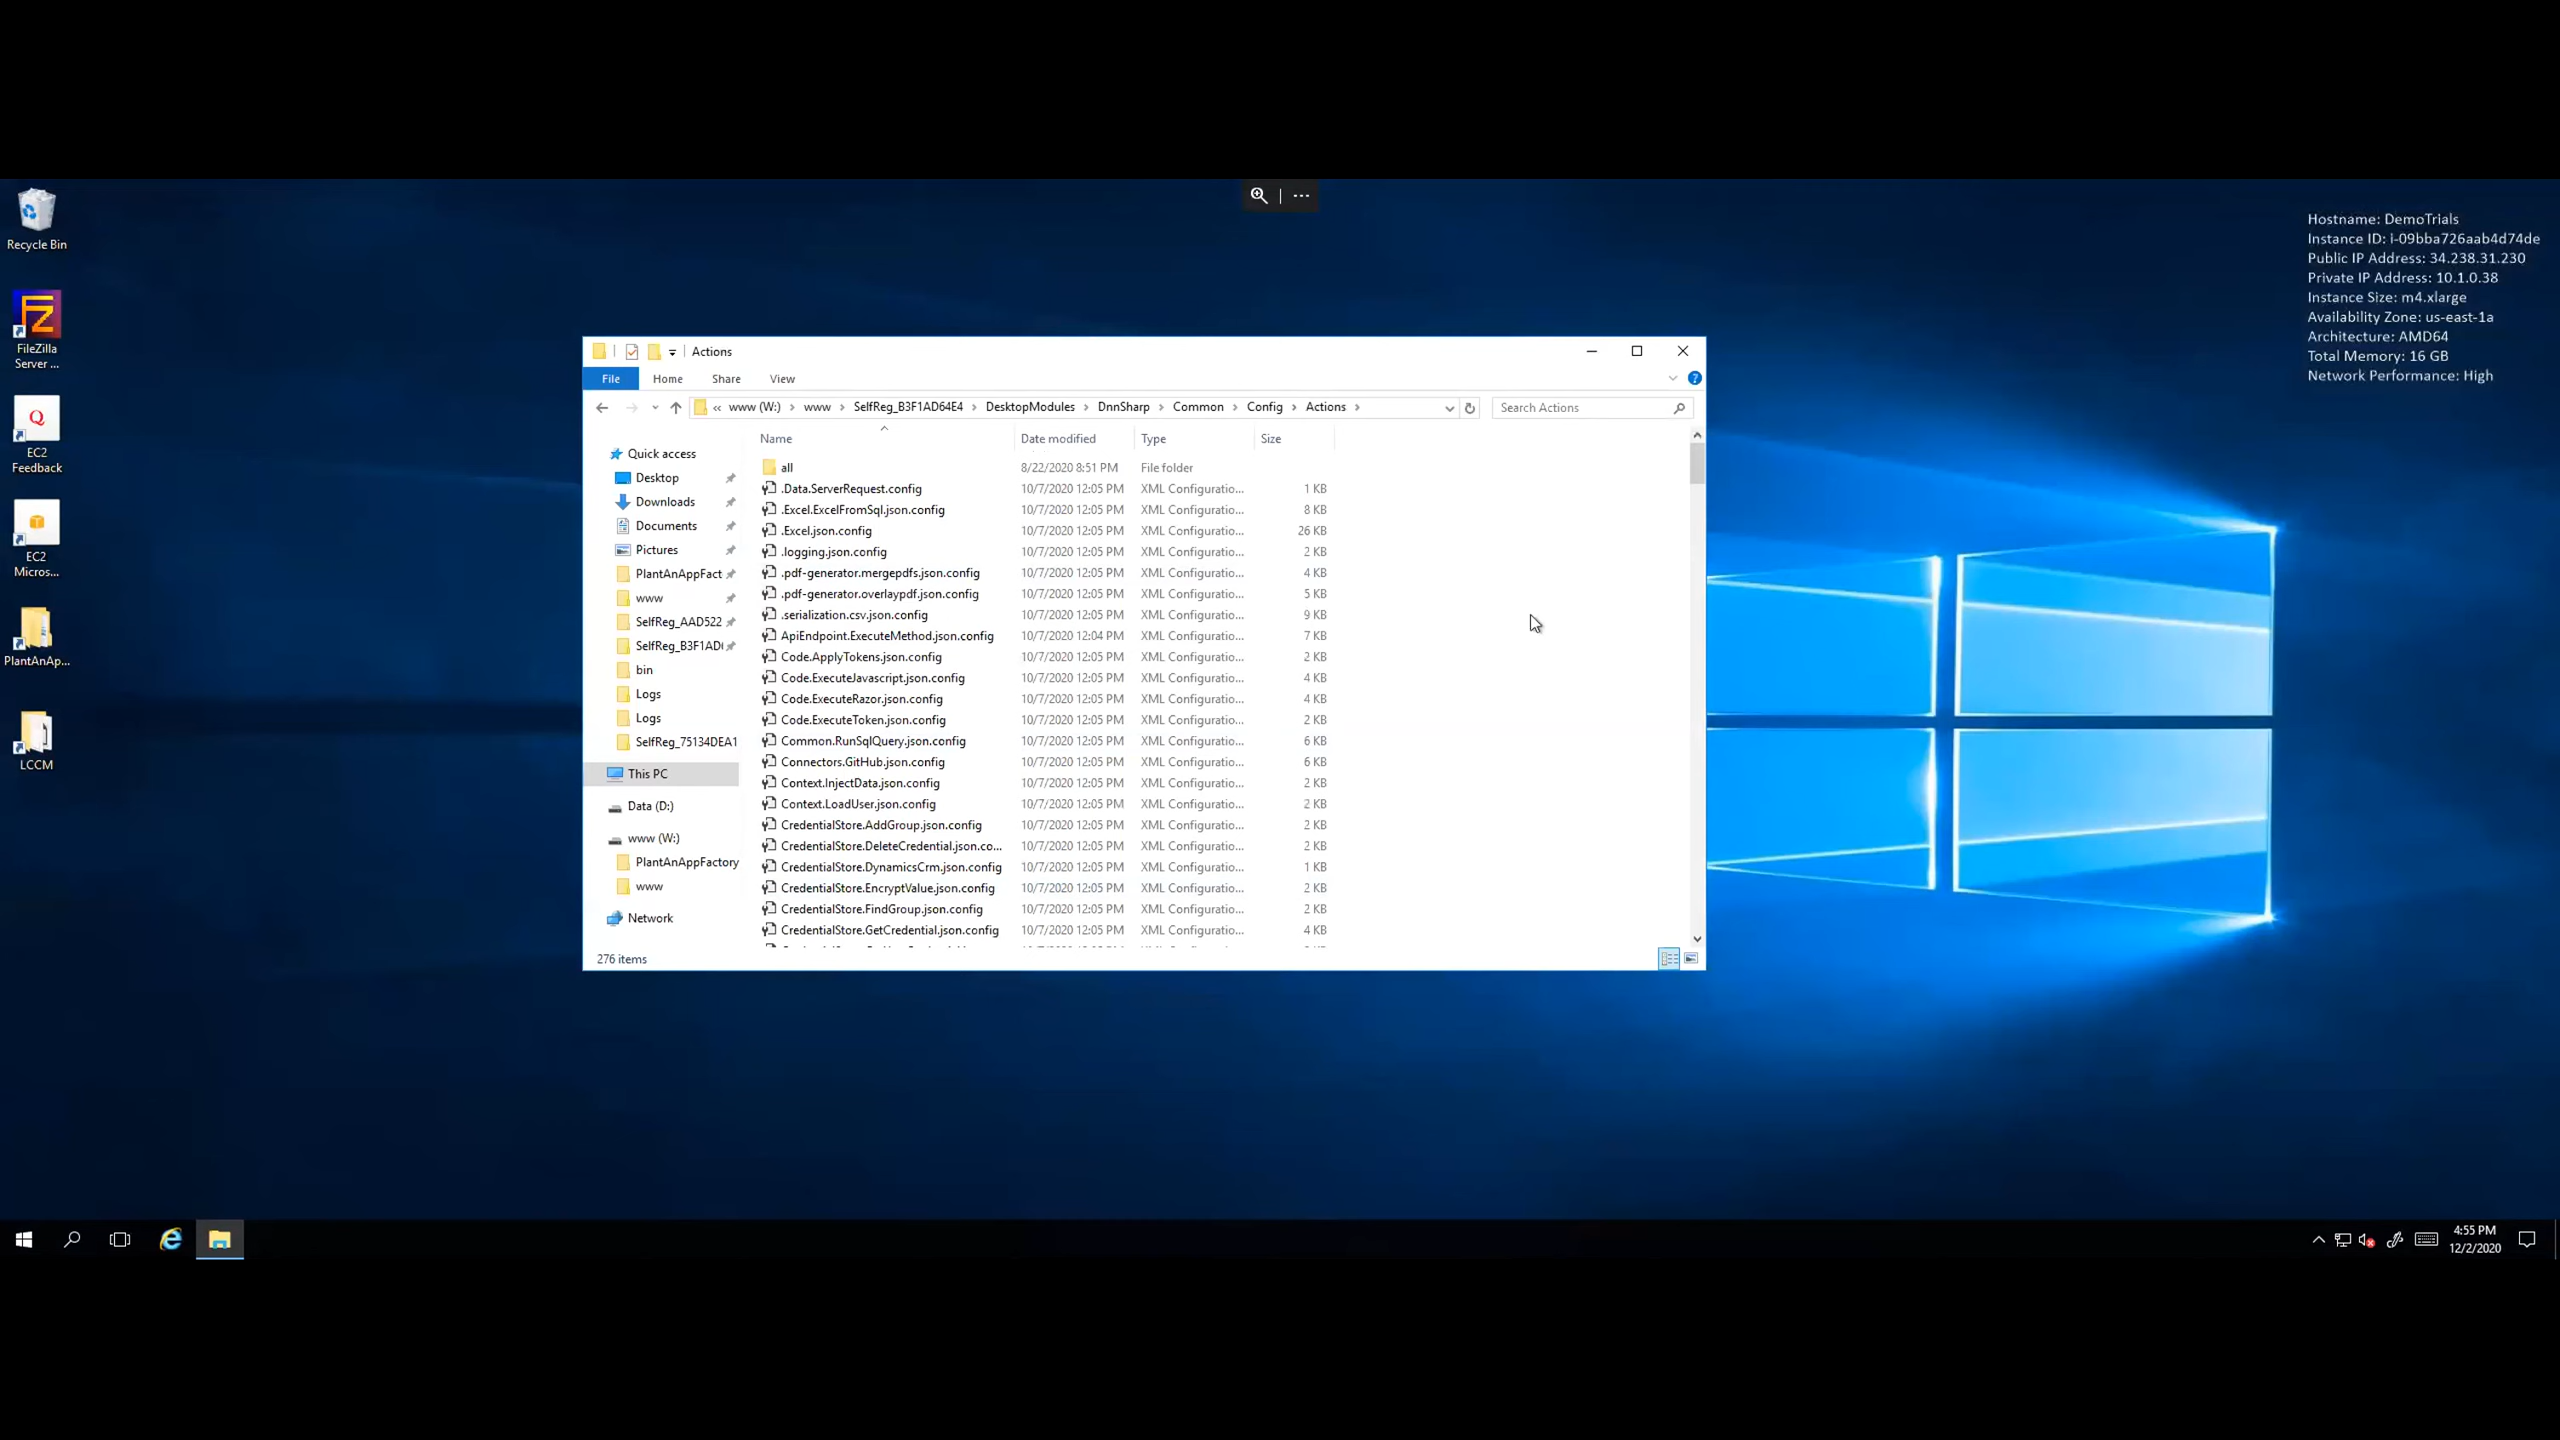 Recycle Bin
FileZilla
Server ...
EC2
Feedback
EC2
Micros...
PlantAnAp...
LCCM
Hostname: DemoTrials
Instance ID: i-09bba726aab4d74de
Public IP Address: 34.238.31.230
Private IP Address: 10.1.0.38
Instance Size: m4.xlarge
Availability Zone: us-east-1a
Architecture: AMD64
Total Memory: 16 GB
Network Performance: High
Actions
File Home Share View
« www (W:) › www › SelfReg_B3F1AD64E4 › DesktopModules › DnnSharp › Common › Config › Actions ›
Search Actions
Name Date modified Type Size
Quick access
Desktop
Downloads
Documents
Pictures
PlantAnAppFact
www
SelfReg_AAD522
SelfReg_B3F1AD(
bin
Logs
Logs
SelfReg_75134DEA1
This PC
Data (D:)
www (W:)
PlantAnAppFactory
www
Network
all 8/22/2020 8:51 PM File folder
.Data.ServerRequest.config 10/7/2020 12:05 PM XML Configuratio... 1 KB
.Excel.ExcelFromSql.json.config 10/7/2020 12:05 PM XML Configuratio... 8 KB
.Excel.json.config 10/7/2020 12:05 PM XML Configuratio... 26 KB
.logging.json.config 10/7/2020 12:05 PM XML Configuratio... 2 KB
.pdf-generator.mergepdfs.json.config 10/7/2020 12:05 PM XML Configuratio... 4 KB
.pdf-generator.overlaypdf.json.config 10/7/2020 12:05 PM XML Configuratio... 5 KB
.serialization.csv.json.config 10/7/2020 12:05 PM XML Configuratio... 9 KB
ApiEndpoint.ExecuteMethod.json.config 10/7/2020 12:04 PM XML Configuratio... 7 KB
Code.ApplyTokens.json.config 10/7/2020 12:05 PM XML Configuratio... 2 KB
Code.ExecuteJavascript.json.config 10/7/2020 12:05 PM XML Configuratio... 4 KB
Code.ExecuteRazor.json.config 10/7/2020 12:05 PM XML Configuratio... 4 KB
Code.ExecuteToken.json.config 10/7/2020 12:05 PM XML Configuratio... 2 KB
Common.RunSqlQuery.json.config 10/7/2020 12:05 PM XML Configuratio... 6 KB
Connectors.GitHub.json.config 10/7/2020 12:05 PM XML Configuratio... 6 KB
Context.InjectData.json.config 10/7/2020 12:05 PM XML Configuratio... 2 KB
Context.LoadUser.json.config 10/7/2020 12:05 PM XML Configuratio... 2 KB
CredentialStore.AddGroup.json.config 10/7/2020 12:05 PM XML Configuratio... 2 KB
CredentialStore.DeleteCredential.json.co... 10/7/2020 12:05 PM XML Configuratio... 2 KB
CredentialStore.DynamicsCrm.json.config 10/7/2020 12:05 PM XML Configuratio... 1 KB
CredentialStore.EncryptValue.json.config 10/7/2020 12:05 PM XML Configuratio... 2 KB
CredentialStore.FindGroup.json.config 10/7/2020 12:05 PM XML Configuratio... 2 KB
CredentialStore.GetCredential.json.config 10/7/2020 12:05 PM XML Configuratio... 4 KB
276 items
4:55 PM
12/2/2020